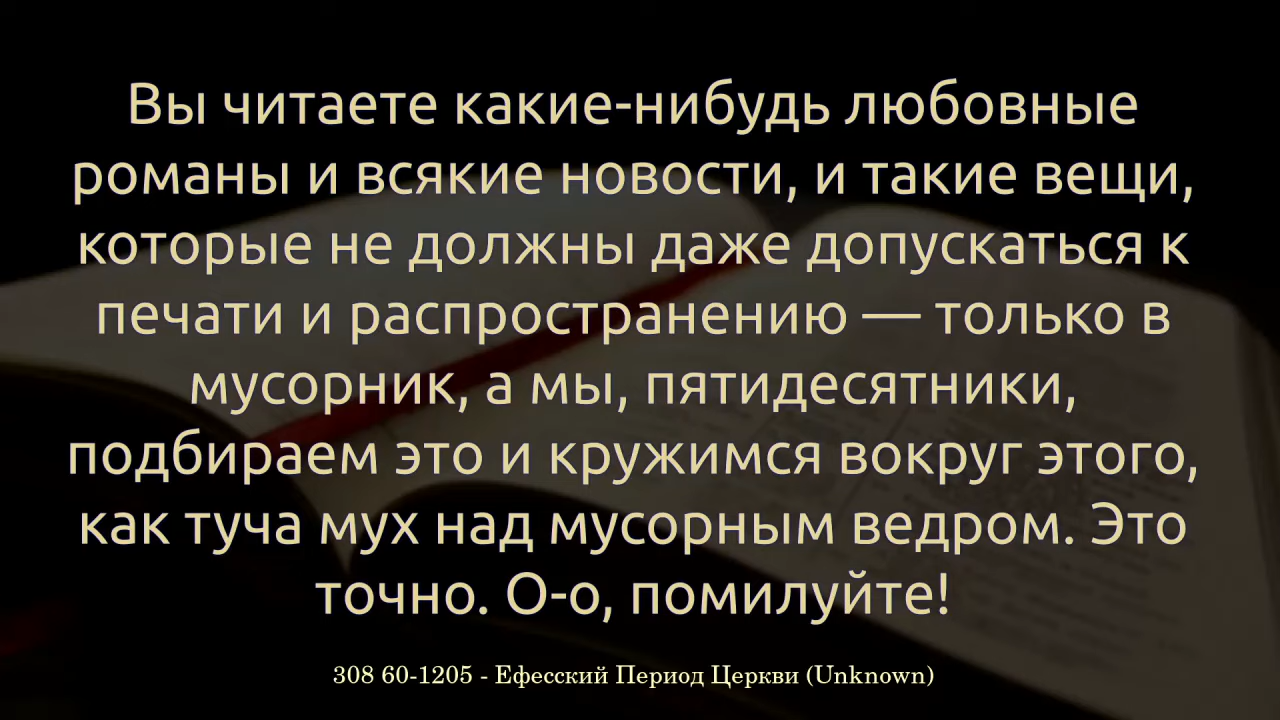 Вы читаете какие-нибудь любовные
романы и всякие новости, и такие вещи,
которые не должны даже допускаться к
печати и распространению — только в
мусорник, а мы, пятидесятники,
подбираем это и кружимся вокруг этого,
как туча мух над мусорным ведром. Это
точно. О-о, помилуйте!
308 60-1205 - Ефесский Период Церкви (Unknown)